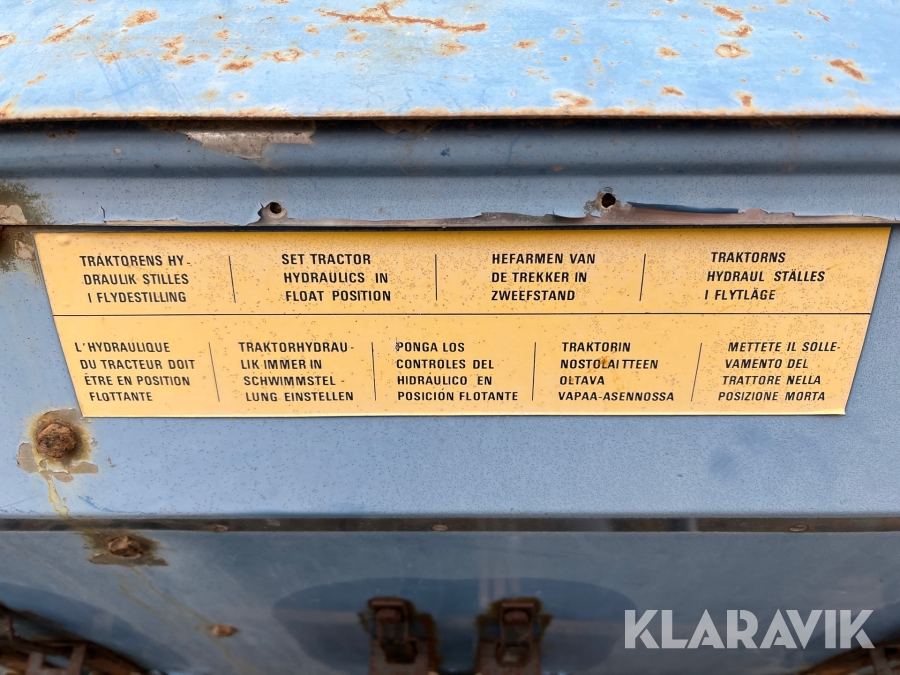 TRAKTORENS HY-
DRAULIK STILLES
I FLYDESTILLING
SET TRACTOR
HYDRAULICS IN
FLOAT POSITION
HEFARMEN VAN
DE TREKKER IN
ZWEEFSTAND
TRAKTORNS
HYDRAUL STÄLLES
I FLYTLÄGE
L'HYDRAULIQUE
DU TRACTEUR DOIT
ÊTRE EN POSITION
FLOTTANTE
TRAKTORHYDRAU-
LIK IMMER IN
SCHWIMMSTEL-
LUNG EINSTELLEN
PONGA LOS
CONTROLES DEL
HIDRÁULICO EN
POSICIÓN FLOTANTE
TRAKTORIN
NOSTOLAITTEEN
OLTAVA
VAPAA-ASENNOSSA
METTETE IL SOLLE-
VAMENTO DEL
TRATTORE NELLA
POSIZIONE MORTA
KLARAVIK